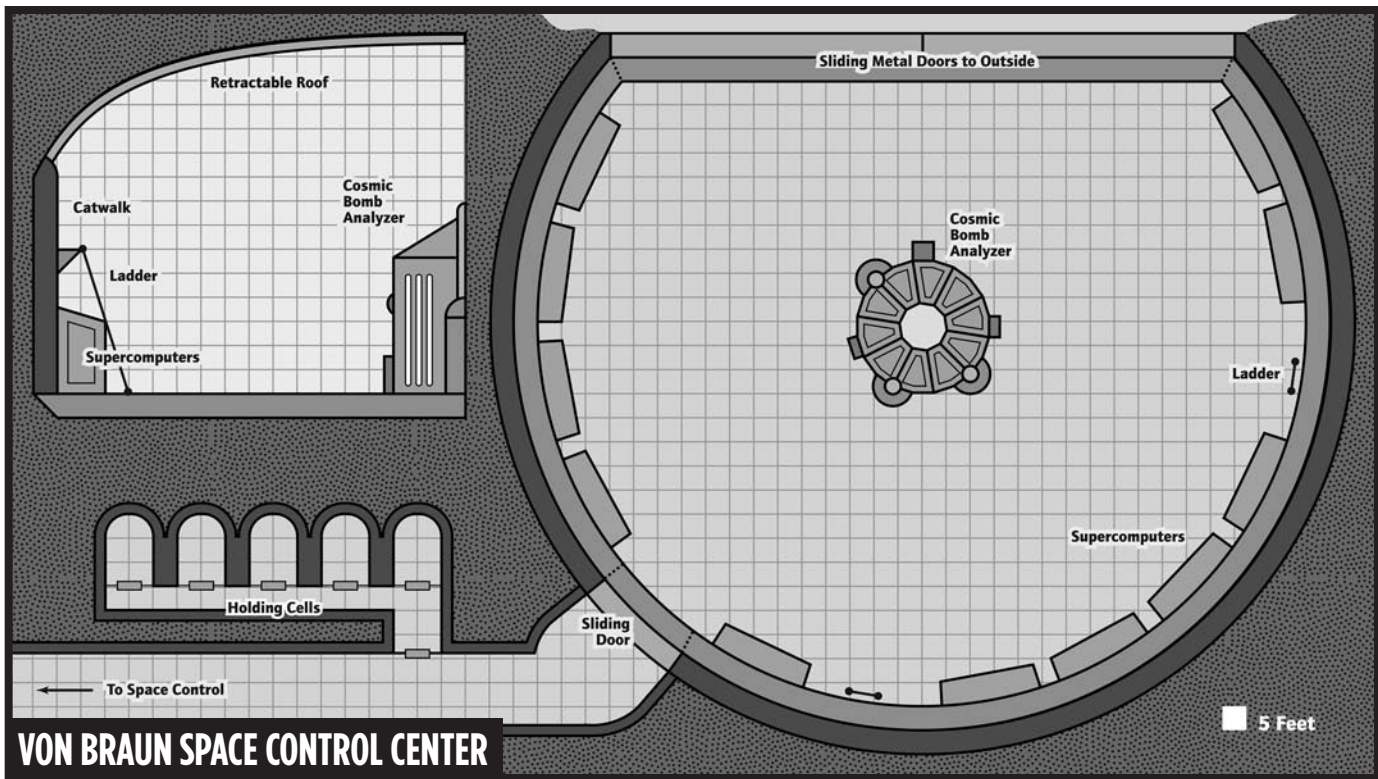 Retractable Roof
Catwalk
Cosmic
Bomb
Analyzer
Ladder
Supercomputers
Sliding Metal Doors to Outside
Cosmic
Bomb
Analyzer
Ladder
Supercomputers
Holding Cells
Sliding
Door
To Space Control
5 Feet
VON BRAUN SPACE CONTROL CENTER